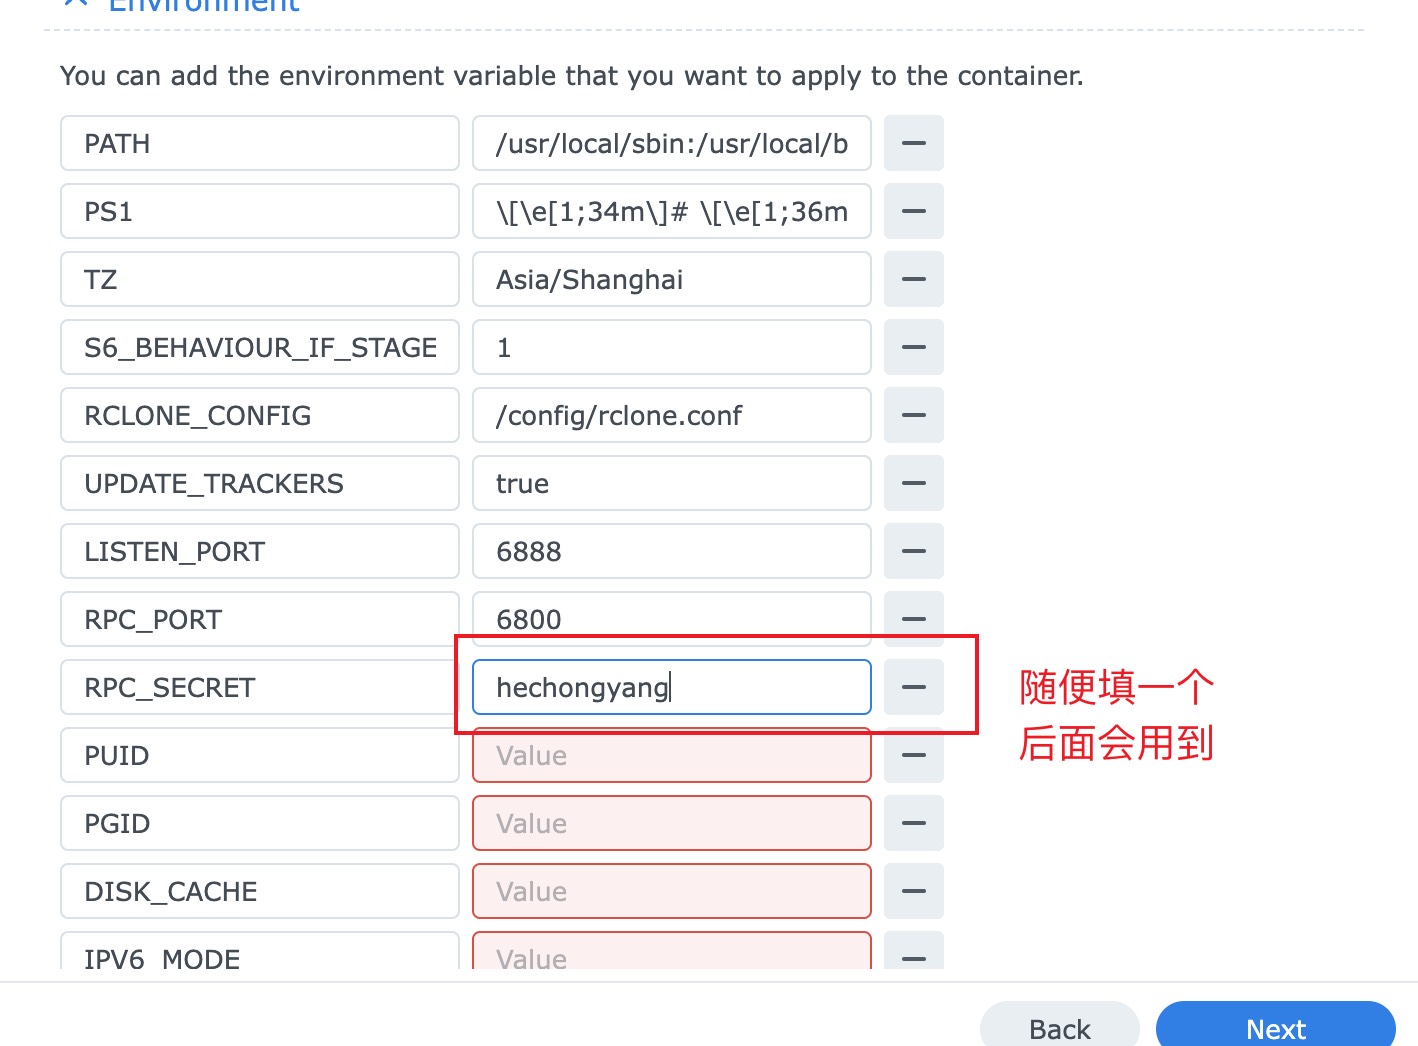 Environment
You can add the environment variable that you want to apply to the container.
PATH /usr/local/sbin:/usr/local/b
PS1 \[\e[1;34m\]# \[\e[1;36m
TZ Asia/Shanghai
S6_BEHAVIOUR_IF_STAGE 1
RCLONE_CONFIG /config/rclone.conf
UPDATE_TRACKERS true
LISTEN_PORT 6888
RPC_PORT 6800
RPC_SECRET hechongyang
随便填一个
后面会用到
PUID Value
PGID Value
DISK_CACHE Value
IPV6_MODE Value
Back Next